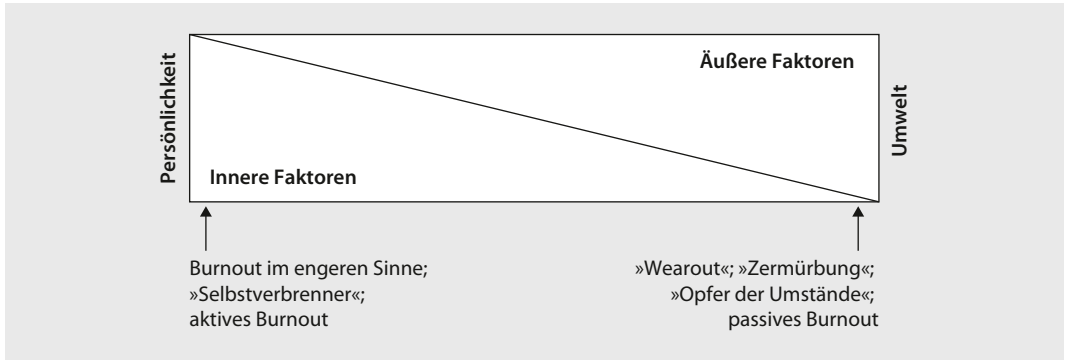 Persönlichkeit
Äußere Faktoren
Umwelt
Innere Faktoren
Burnout im engeren Sinne;
»Selbstverbrenner«;
aktives Burnout
»Wearout«; »Zermürbung«;
»Opfer der Umstände«;
passives Burnout